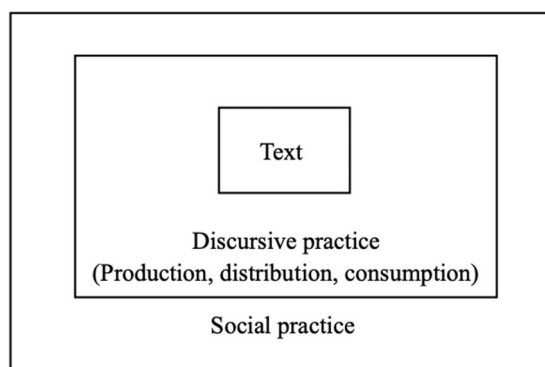 Text
Discursive practice
(Production, distribution, consumption)
Social practice